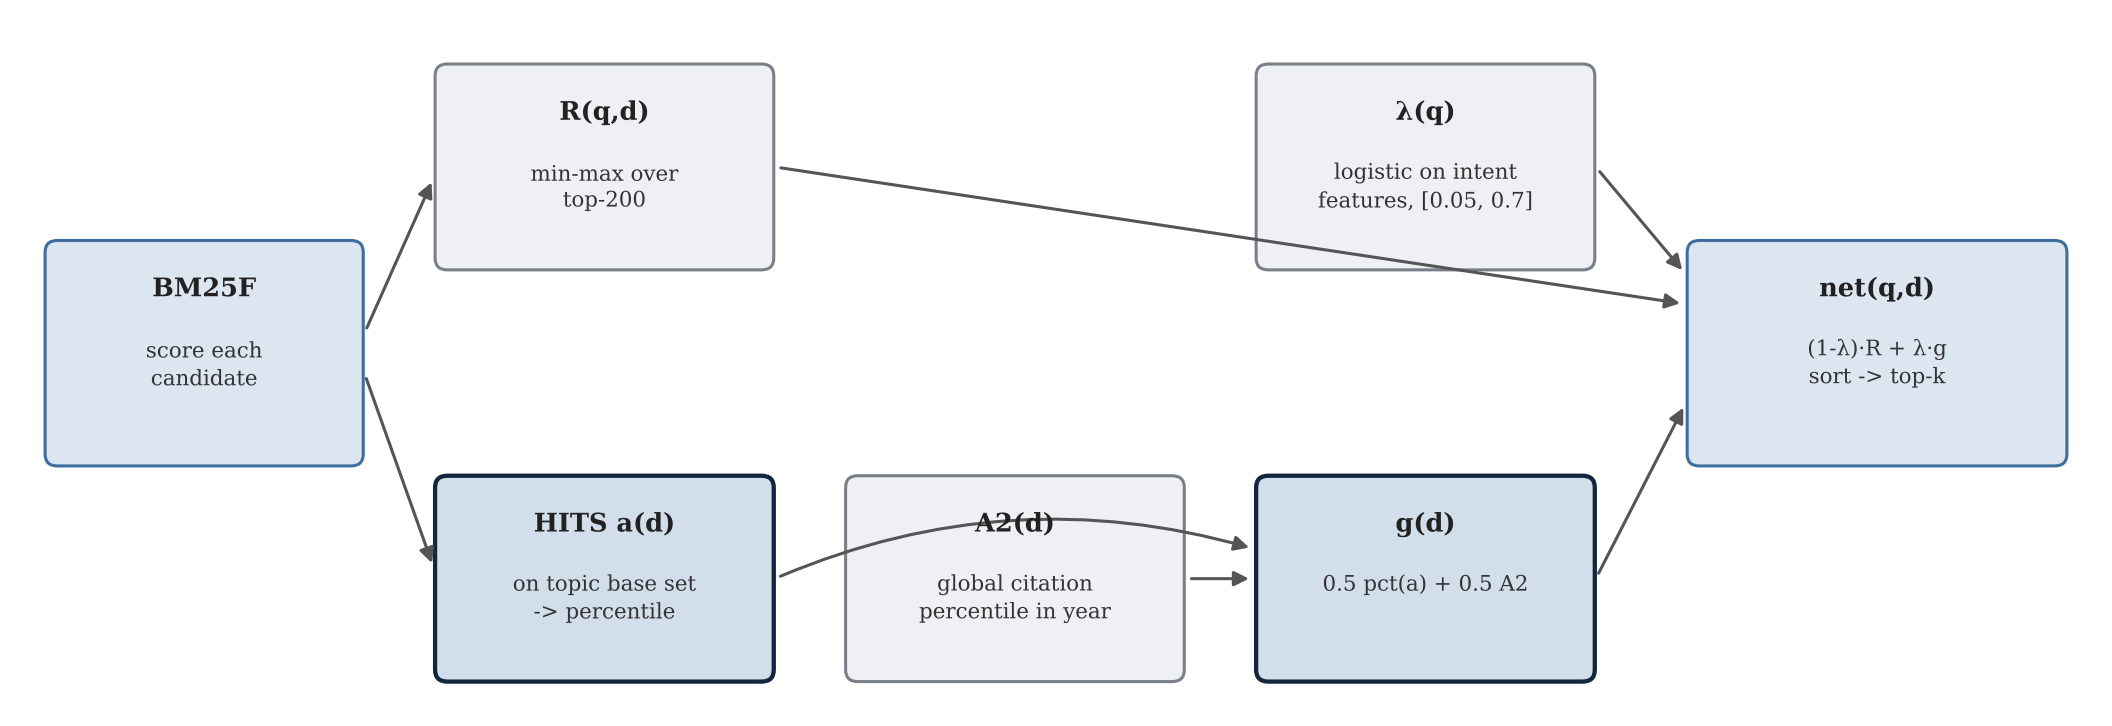 BM25F
score each
candidate
R(q,d)
min-max over
top-200
HITS a(d)
on topic base set
-> percentile
A2(d)
global citation
percentile in year
λ(q)
logistic on intent
features, [0.05, 0.7]
g(d)
0.5 pct(a) + 0.5 A2
net(q,d)
(1-λ)·R + λ·g
sort -> top-k